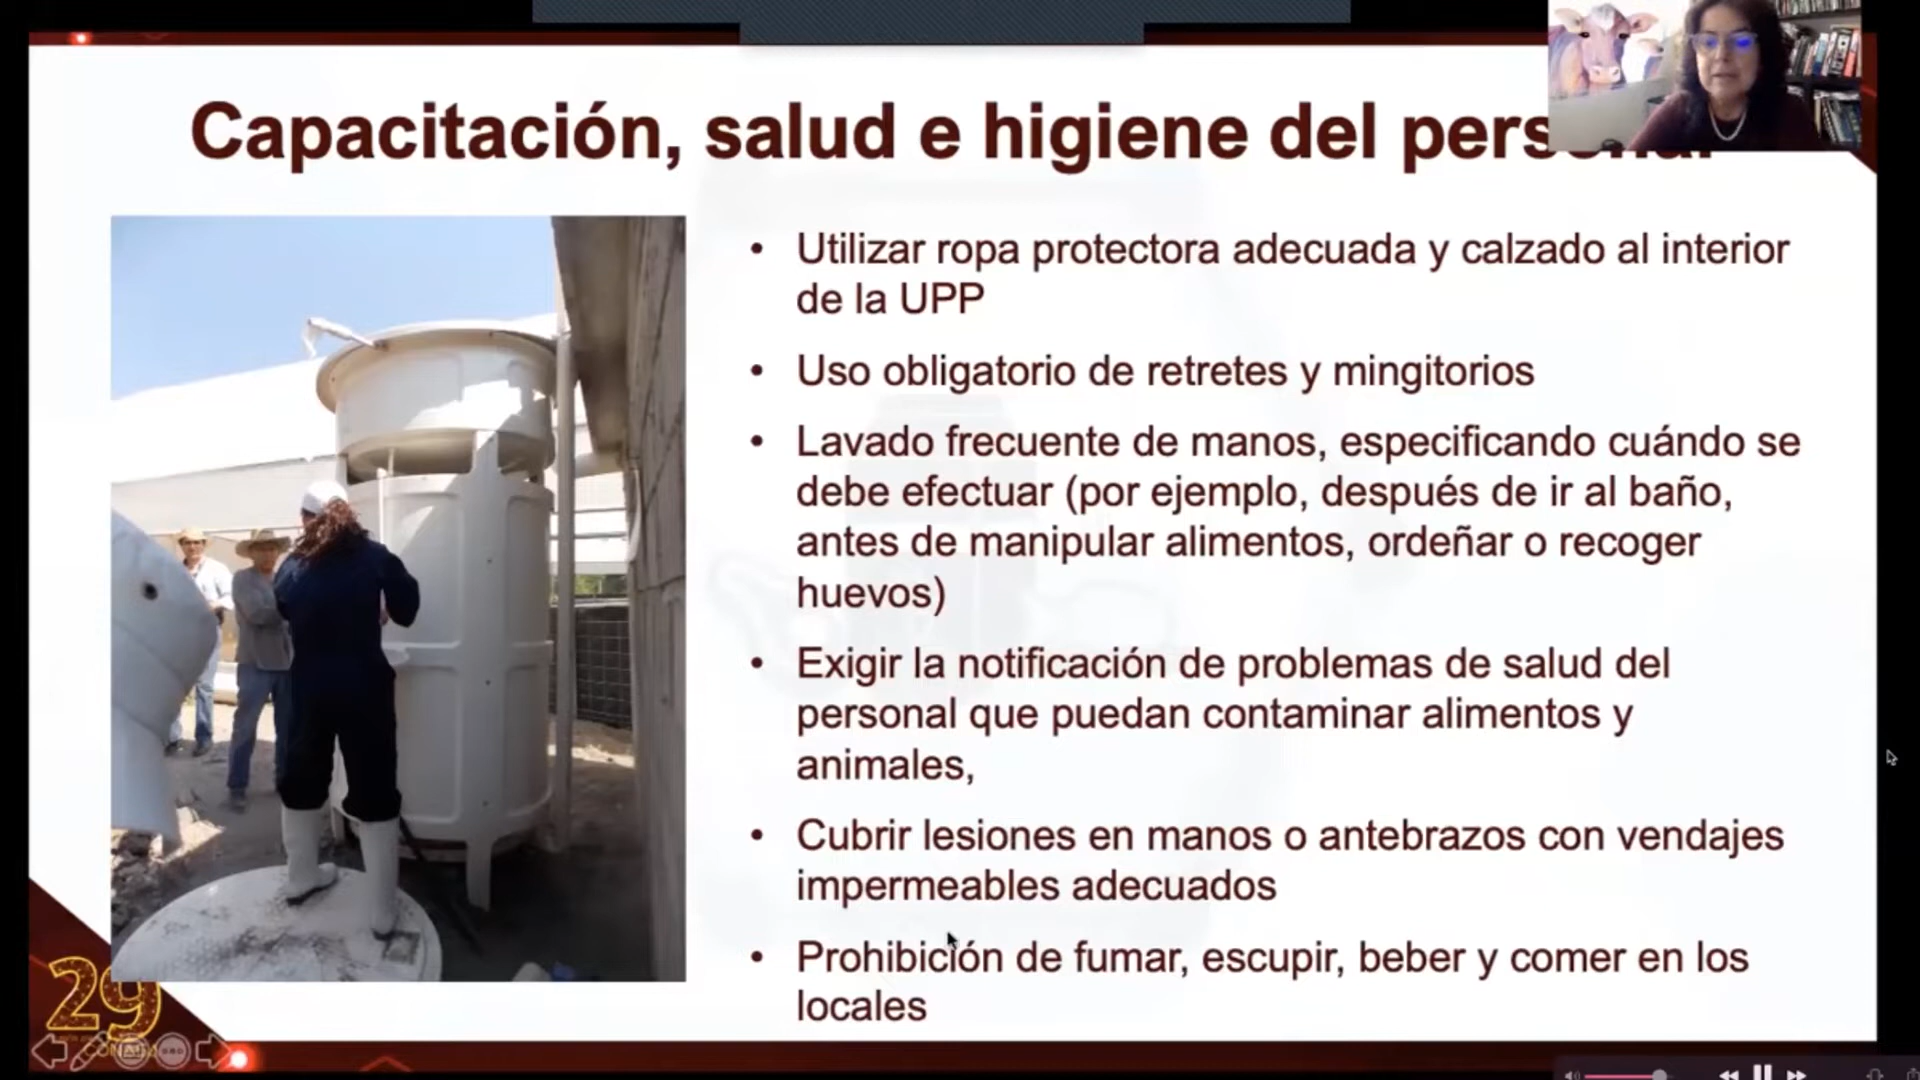 Capacitación, salud e higiene del personal
• Utilizar ropa protectora adecuada y calzado al interior
de la UPP
• Uso obligatorio de retretes y mingitorios
• Lavado frecuente de manos, especificando cuándo se
debe efectuar (por ejemplo, después de ir al baño,
antes de manipular alimentos, ordeñar o recoger
huevos)
• Exigir la notificación de problemas de salud del
personal que puedan contaminar alimentos y
animales,
• Cubrir lesiones en manos o antebrazos con vendajes
impermeables adecuados
• Prohibición de fumar, escupir, beber y comer en los
locales
29